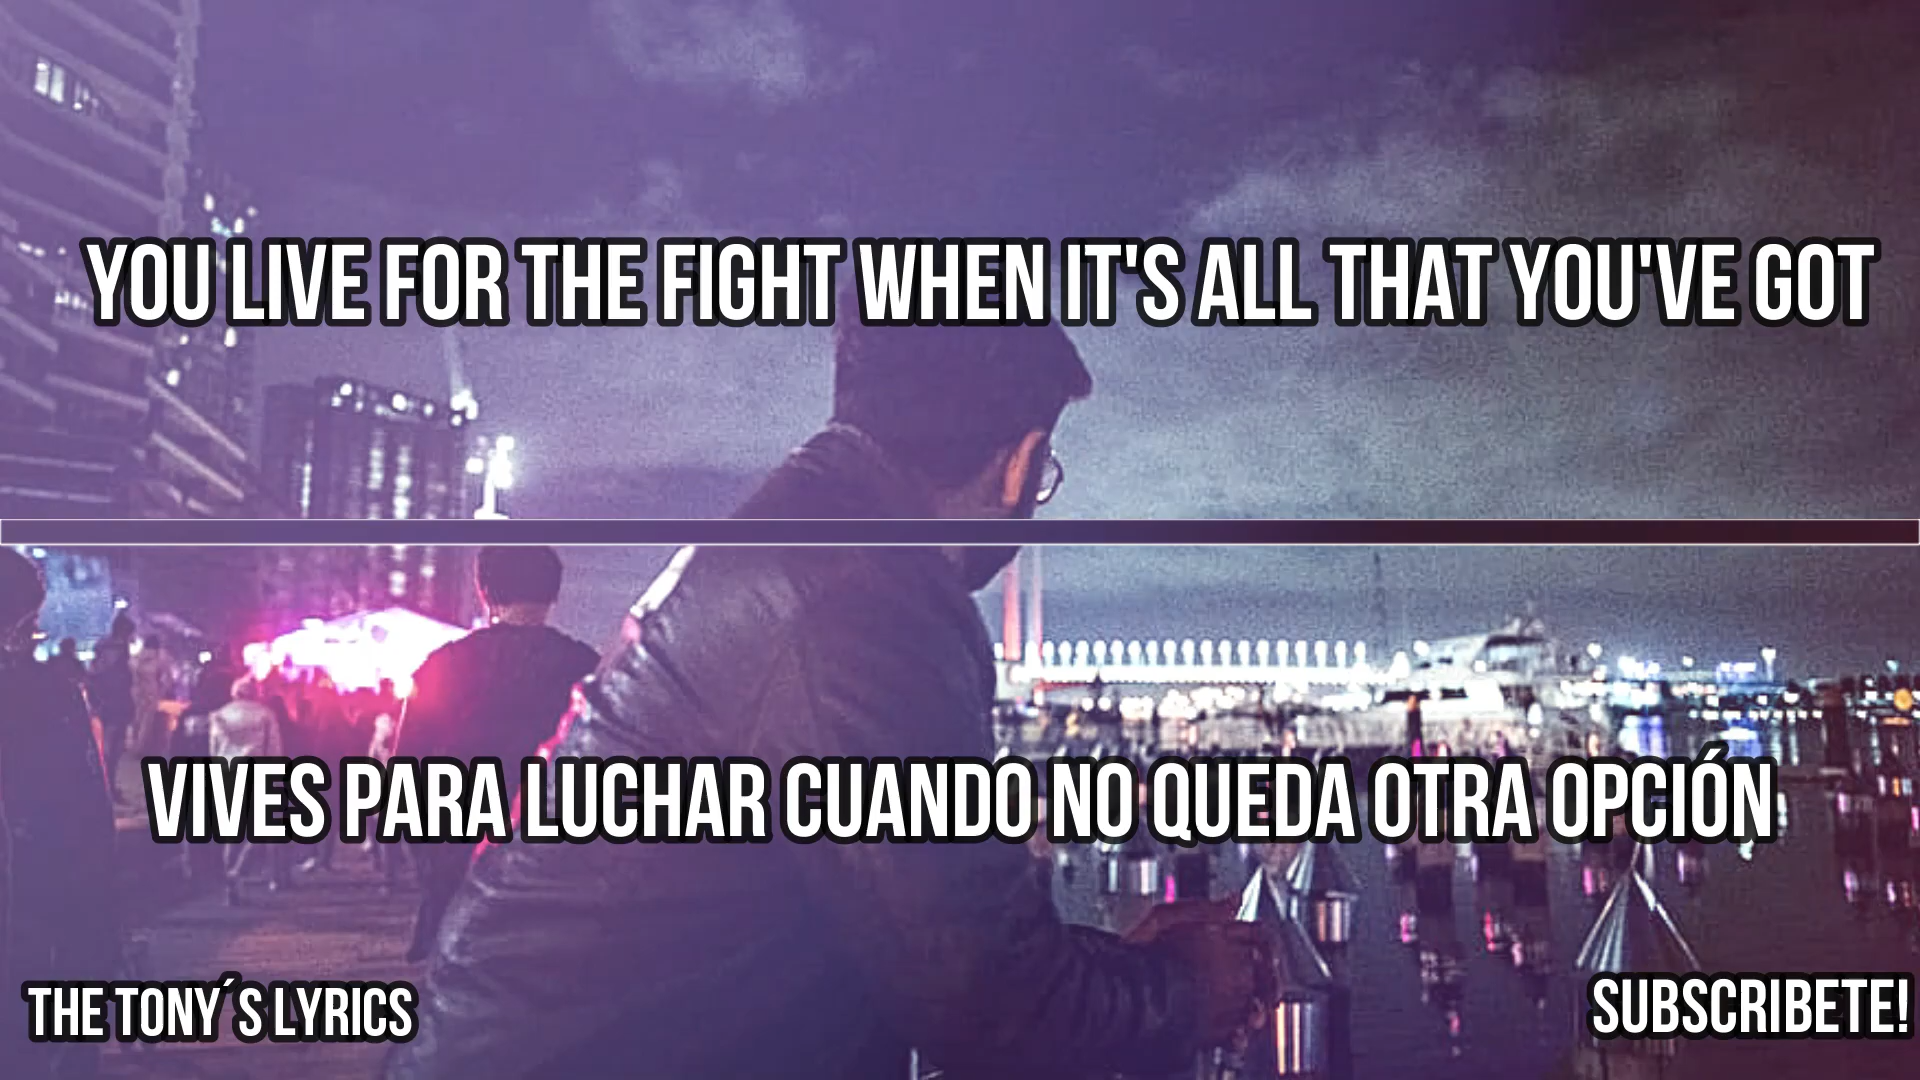 YOU LIVE FOR THE FIGHT WHEN IT'S ALL THAT YOU'VE GOT
VIVES PARA LUCHAR CUANDO NO QUEDA OTRA OPCIÓN
THE TONY´S LYRICS
SUBSCRIBETE!